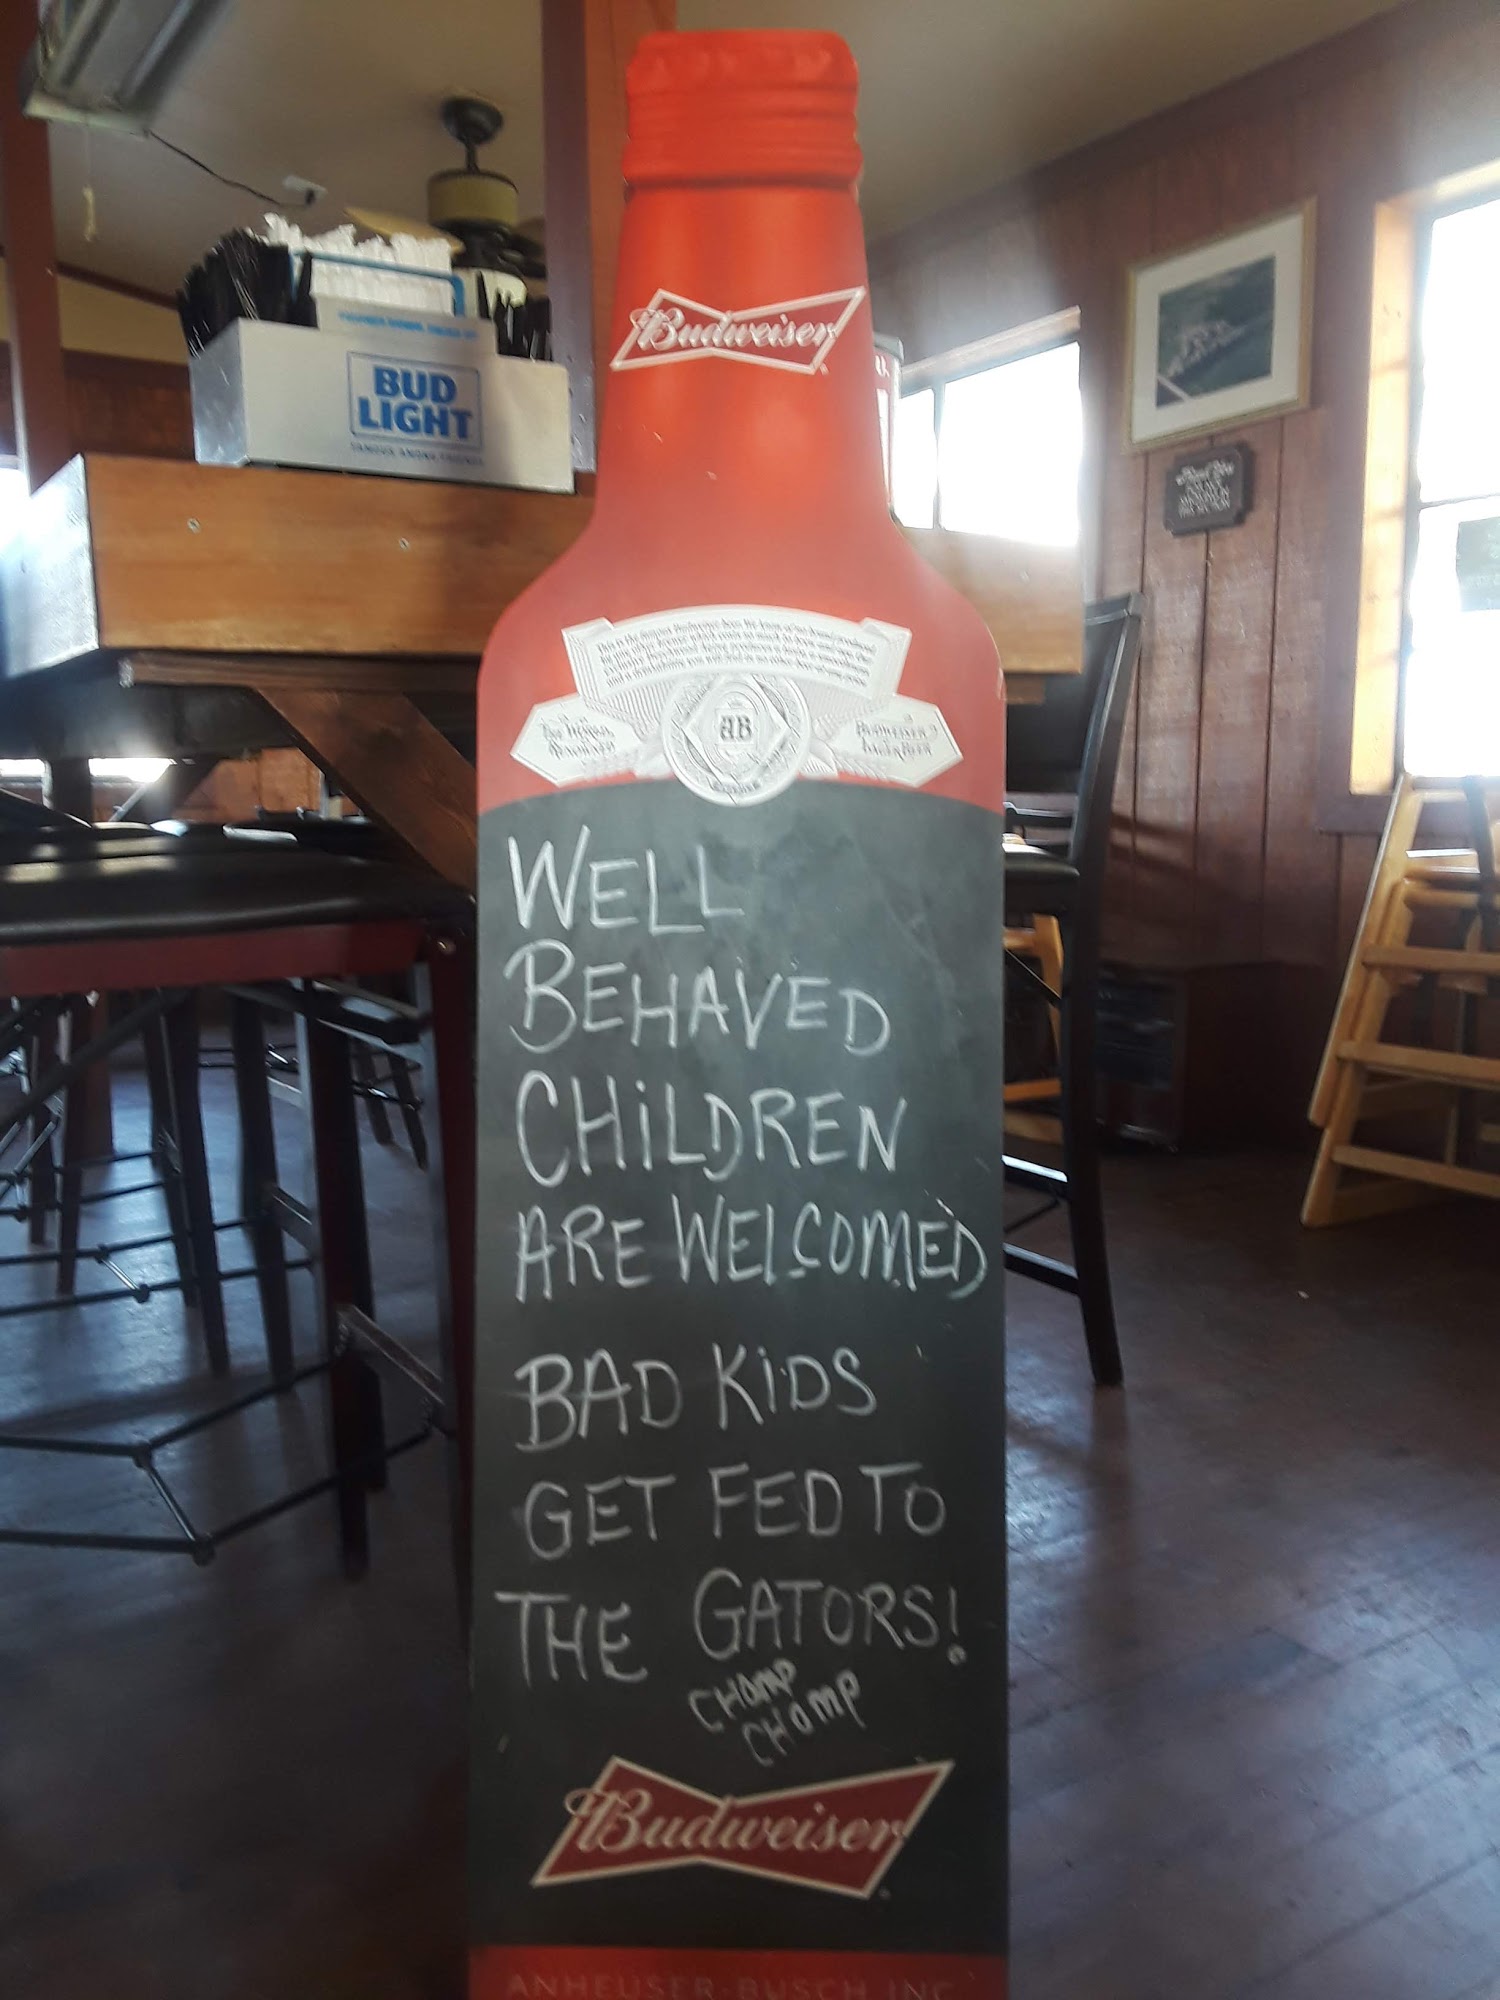 Budweiser
BUD
LIGHT
AB
WELL
BEHAVED
CHiLDREN
ARE WELCOMED
BAD KiDS
GET FED TO
THE GATORS!
CHOMP
CHOMP
Budweiser
ANHEUSER-BUSCH, INC